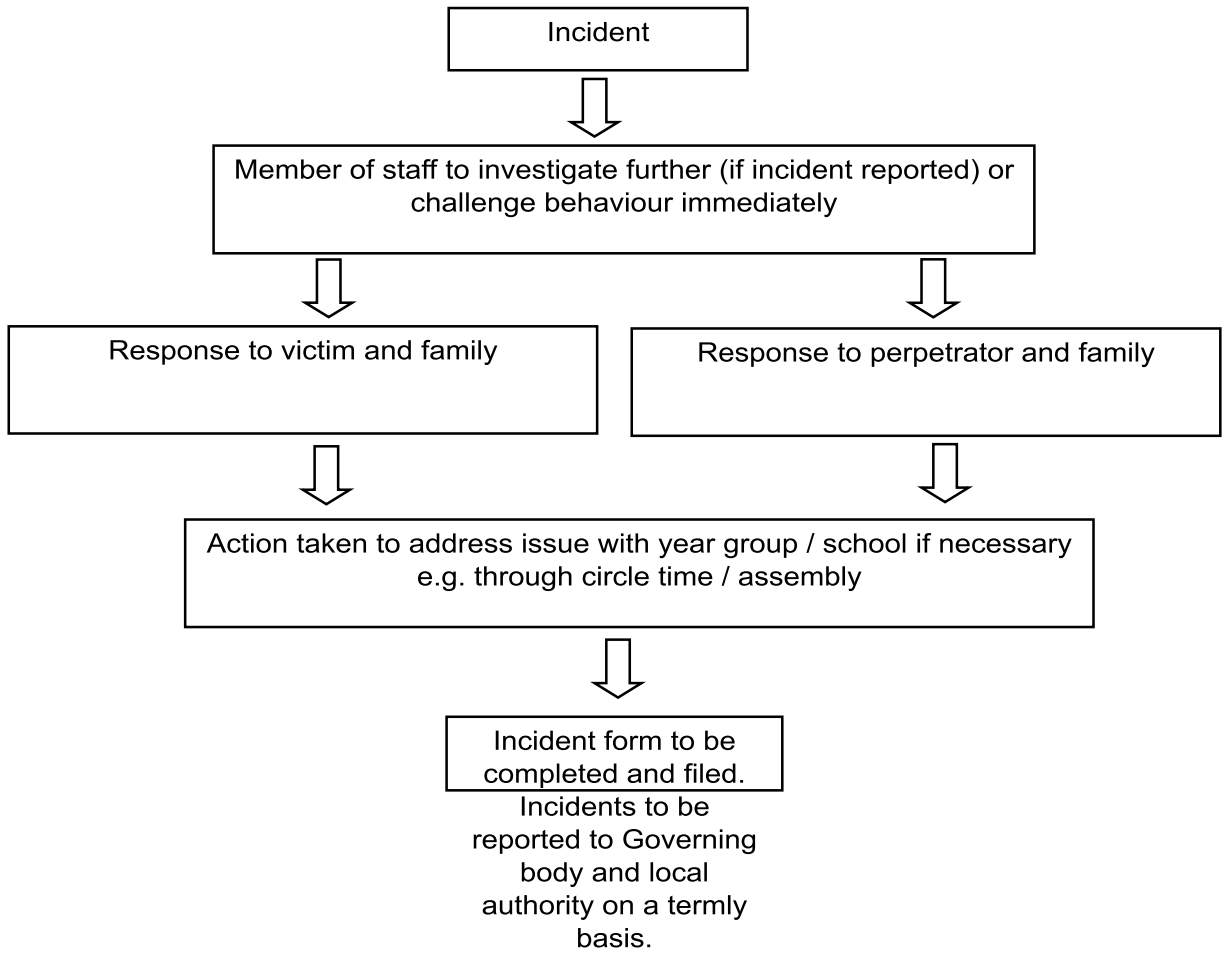 Incident
Member of staff to investigate further (if incident reported) or
challenge behaviour immediately
Response to victim and family
Response to perpetrator and family
Action taken to address issue with year group / school if necessary
e.g. through circle time / assembly
Incident form to be
completed and filed.
Incidents to be
reported to Governing
body and local
authority on a termly
basis.